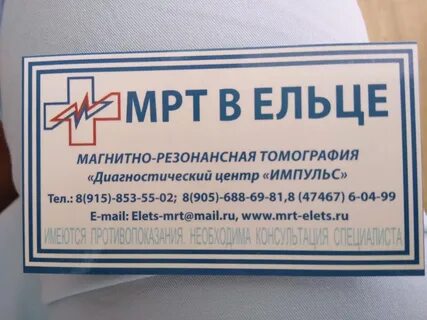 МРТ В ЕЛЬЦЕ
МАГНИТНО-РЕЗОНАНСНАЯ ТОМОГРАФИЯ
«Диагностический центр «ИМПУЛЬС»
Тел.: 8(915)-853-55-02; 8(905)-688-69-81,8 (47467) 6-04-99
E-mail: Elets-mrt@mail.ru, www.mrt-elets.ru
ИМЕЮТСЯ ПРОТИВОПОКАЗАНИЯ. НЕОБХОДИМА КОНСУЛЬТАЦИЯ СПЕЦИАЛИСТА